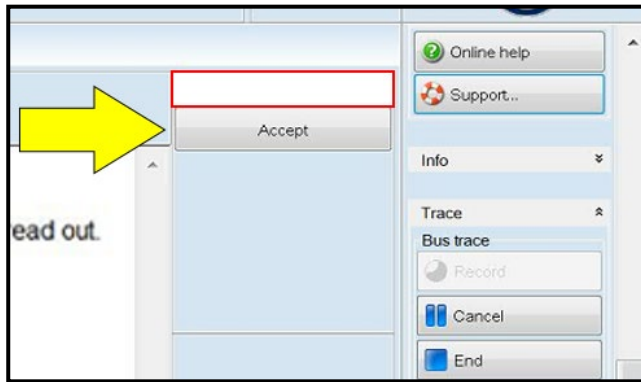 Online help
Support...
Accept
Info
Trace
ead out.
Bus trace
Record
Cancel
End